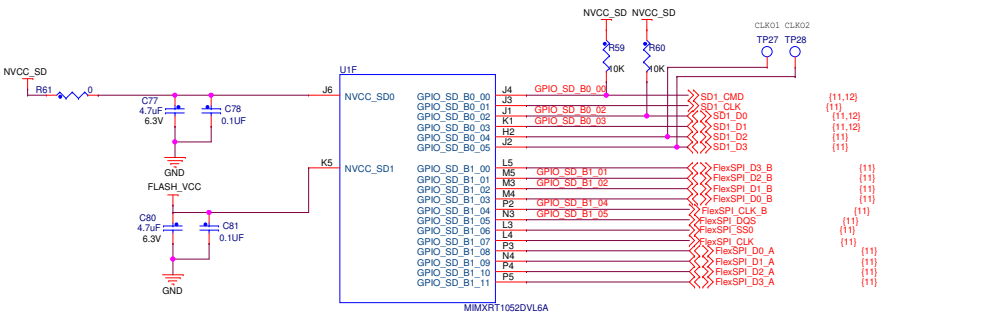 NVCC_SD NVCC_SD CLKO1 CLKO2
TP27 TP28
R59 R60
10K 10K
NVCC_SD
R61 0
U1F
C77
4.7uF
6.3V
C78
0.1UF
GND
FLASH_VCC
C80
4.7uF
6.3V
C81
0.1UF
GND
J6 NVCC_SD0
K5 NVCC_SD1
GPIO_SD_B0_00 J4 GPIO_SD_B0_00 SD1_CMD {11,12}
GPIO_SD_B0_01 J3 SD1_CLK {11}
GPIO_SD_B0_02 J1 GPIO_SD_B0_02 SD1_D0 {11,12}
GPIO_SD_B0_03 K1 GPIO_SD_B0_03 SD1_D1 {11,12}
GPIO_SD_B0_04 H2 SD1_D2 {11}
GPIO_SD_B0_05 J2 SD1_D3 {11}
GPIO_SD_B1_00 L5 FlexSPI_D3_B {11}
GPIO_SD_B1_01 M5 GPIO_SD_B1_01 FlexSPI_D2_B {11}
GPIO_SD_B1_02 M3 GPIO_SD_B1_02 FlexSPI_D1_B {11}
GPIO_SD_B1_03 M4 FlexSPI_D0_B {11}
GPIO_SD_B1_04 P2 GPIO_SD_B1_04 FlexSPI_CLK_B {11}
GPIO_SD_B1_05 N3 GPIO_SD_B1_05 FlexSPI_DQS {11}
GPIO_SD_B1_06 L3 FlexSPI_SS0 {11}
GPIO_SD_B1_07 L4 FlexSPI_CLK {11}
GPIO_SD_B1_08 P3 FlexSPI_D0_A {11}
GPIO_SD_B1_09 N4 FlexSPI_D1_A {11}
GPIO_SD_B1_10 P4 FlexSPI_D2_A {11}
GPIO_SD_B1_11 P5 FlexSPI_D3_A {11}
MIMXRT1052DVL6A